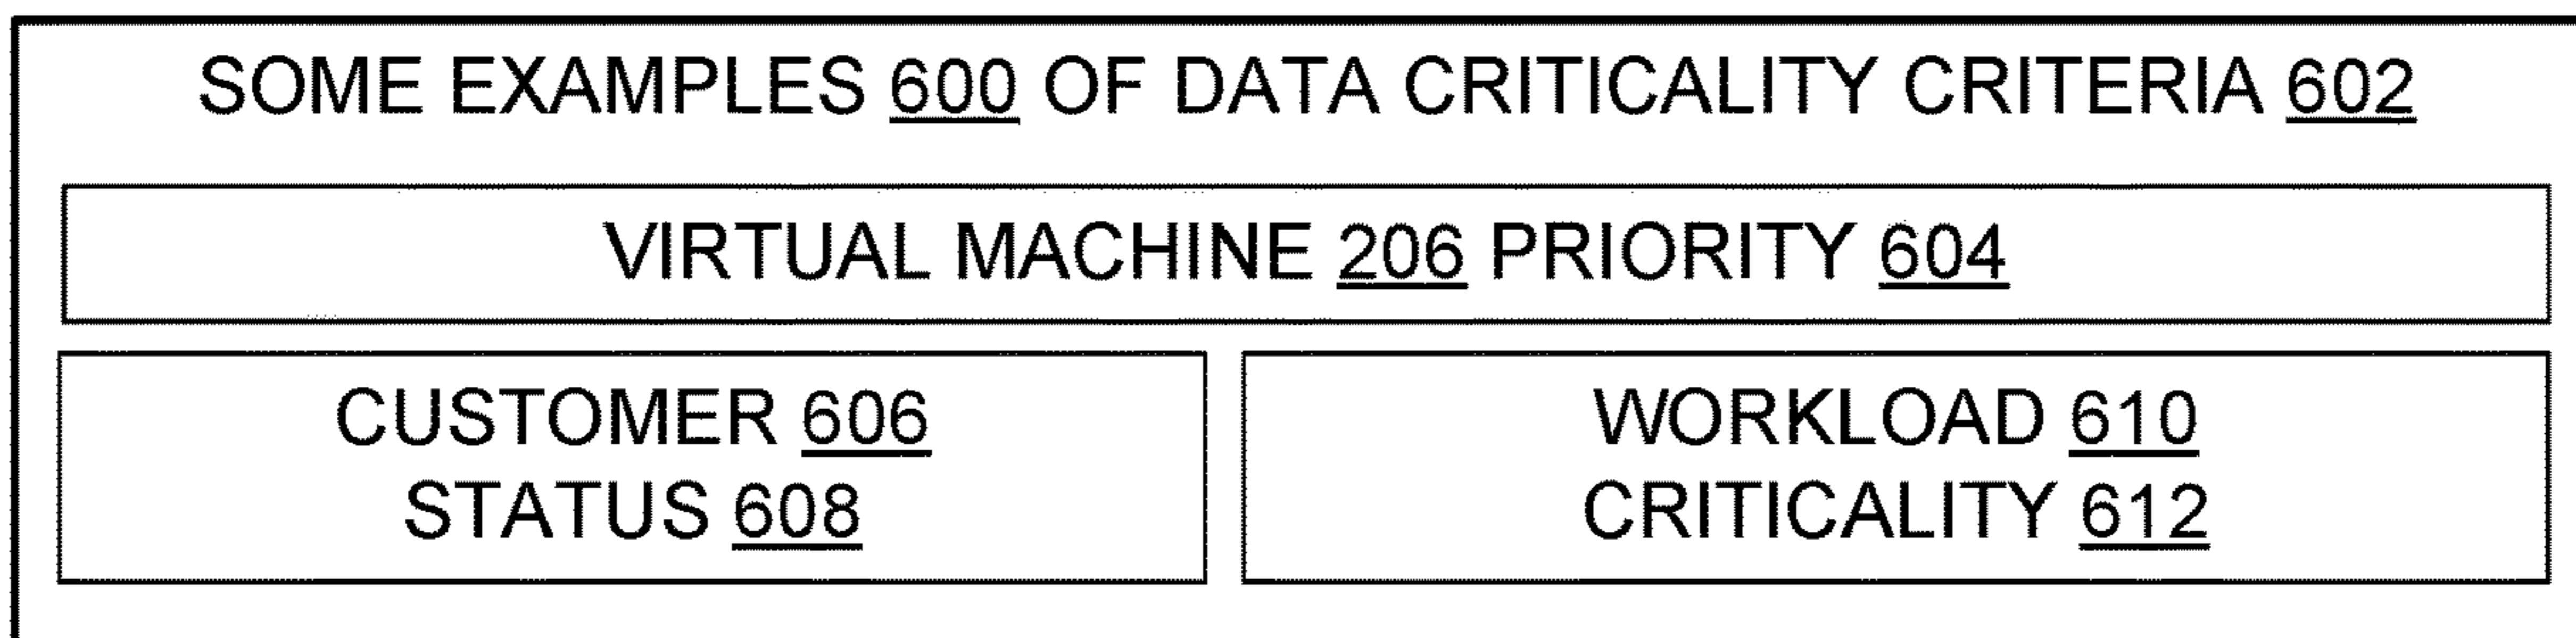 SOME EXAMPLES 600 OF DATA CRITICALITY CRITERIA 602
VIRTUAL MACHINE 206 PRIORITY 604
CUSTOMER 606
STATUS 608
WORKLOAD 610
CRITICALITY 612